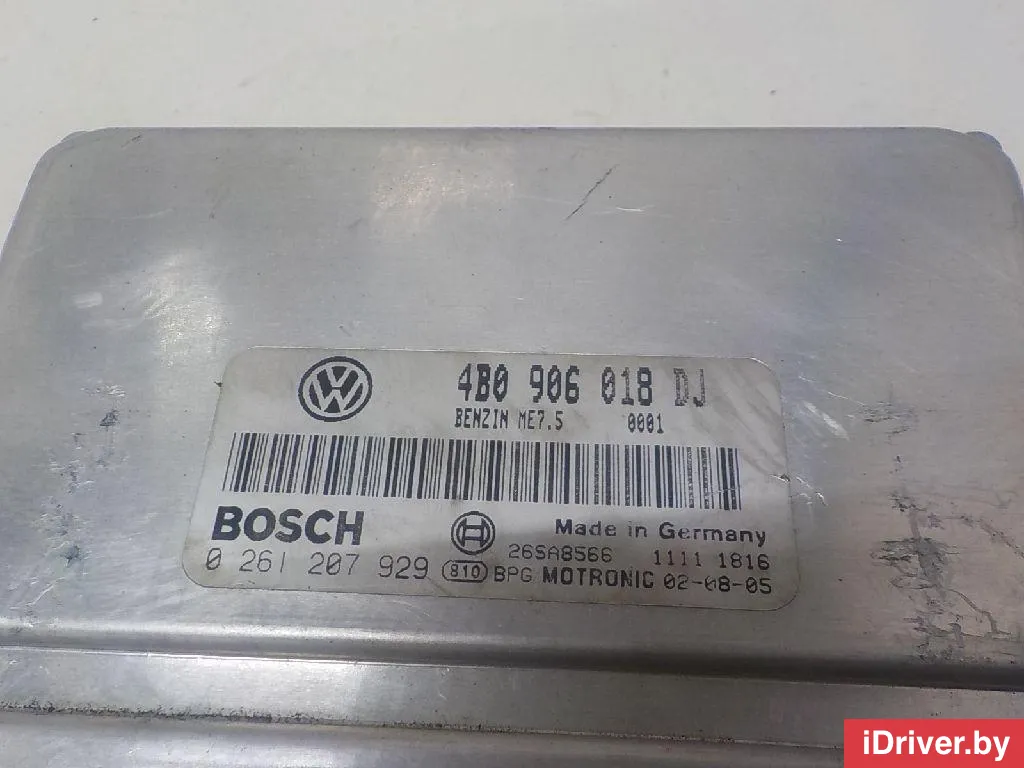 4B0 906 018 DJ
BENZIN ME7.5 0001
BOSCH
Made in Germany
26SA8566 1111 1816
0 261 207 929 810 BPG MOTRONIC 02-08-05
iDriver.by